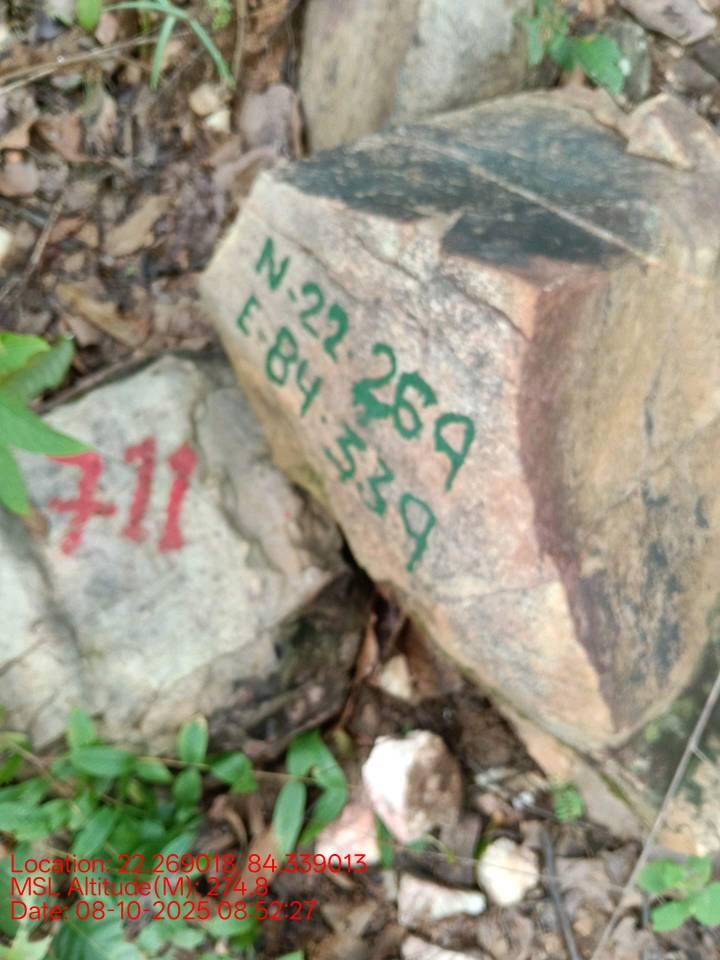 N-22.269
E-84.339
711
Location: 22.269018, 84.339013
MSL Altitude(M): 274.8
Date: 08-10-2025 08:52:27